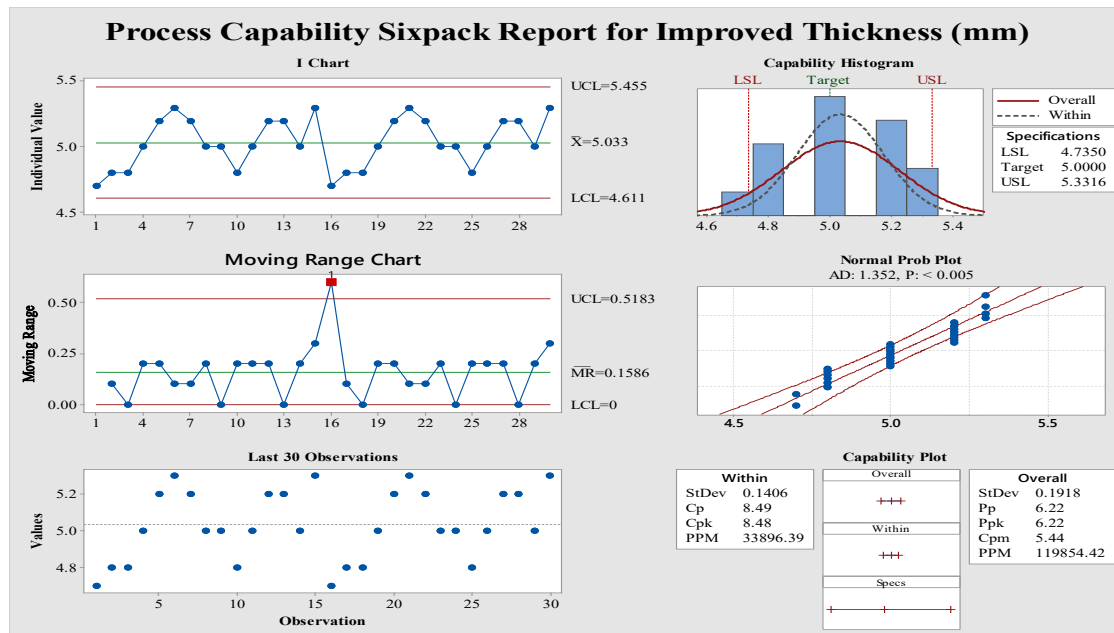 Process Capability Sixpack Report for Improved Thickness (mm)
I Chart
Individual Value
5.5
5.0
4.5
UCL=5.455
X̄=5.033
LCL=4.611
1 4 7 10 13 16 19 22 25 28
Capability Histogram
LSL Target USL
4.6 4.8 5.0 5.2 5.4
Overall
Within
Specifications
LSL 4.7350
Target 5.0000
USL 5.3316
Moving Range Chart
Moving Range
0.50
0.25
0.00
1
UCL=0.5183
M̅R̅=0.1586
LCL=0
1 4 7 10 13 16 19 22 25 28
Normal Prob Plot
AD: 1.352, P: < 0.005
4.5 5.0 5.5
Last 30 Observations
Values
5.2
5.0
4.8
5 10 15 20 25 30
Observation
Capability Plot
Within
StDev 0.1406
Cp 8.49
Cpk 8.48
PPM 33896.39
Overall
Within
Specs
Overall
StDev 0.1918
Pp 6.22
Ppk 6.22
Cpm 5.44
PPM 119854.42